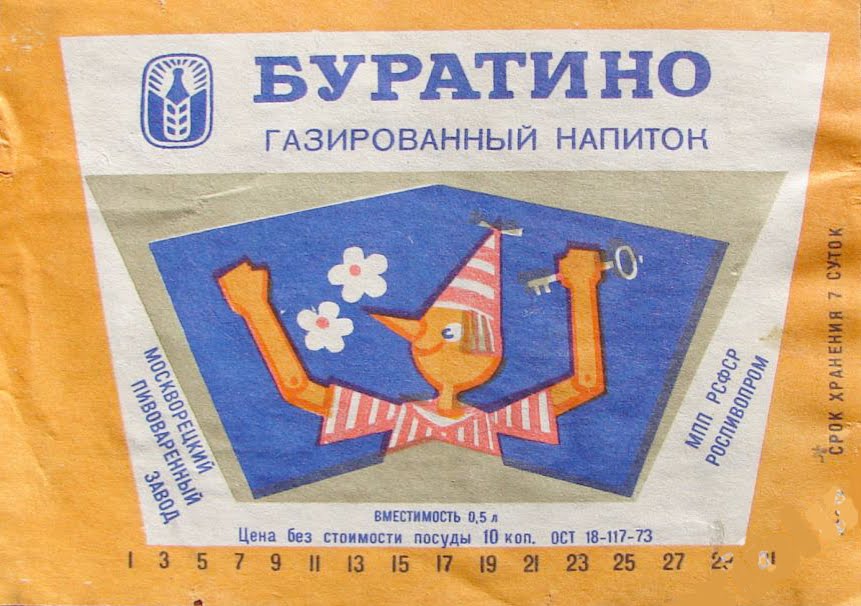 БУРАТИНО
ГАЗИРОВАННЫЙ НАПИТОК
МОСКВОРЕЦКИЙ
ПИВОВАРЕННЫЙ
ЗАВОД
МПП РСФСР
РОСПИВОПРОМ
СРОК ХРАНЕНИЯ 7 СУТОК
ВМЕСТИМОСТЬ 0,5 л
Цена без стоимости посуды 10 коп. ОСТ 18-117-73
1 3 5 7 9 11 13 15 17 19 21 23 25 27 29 31